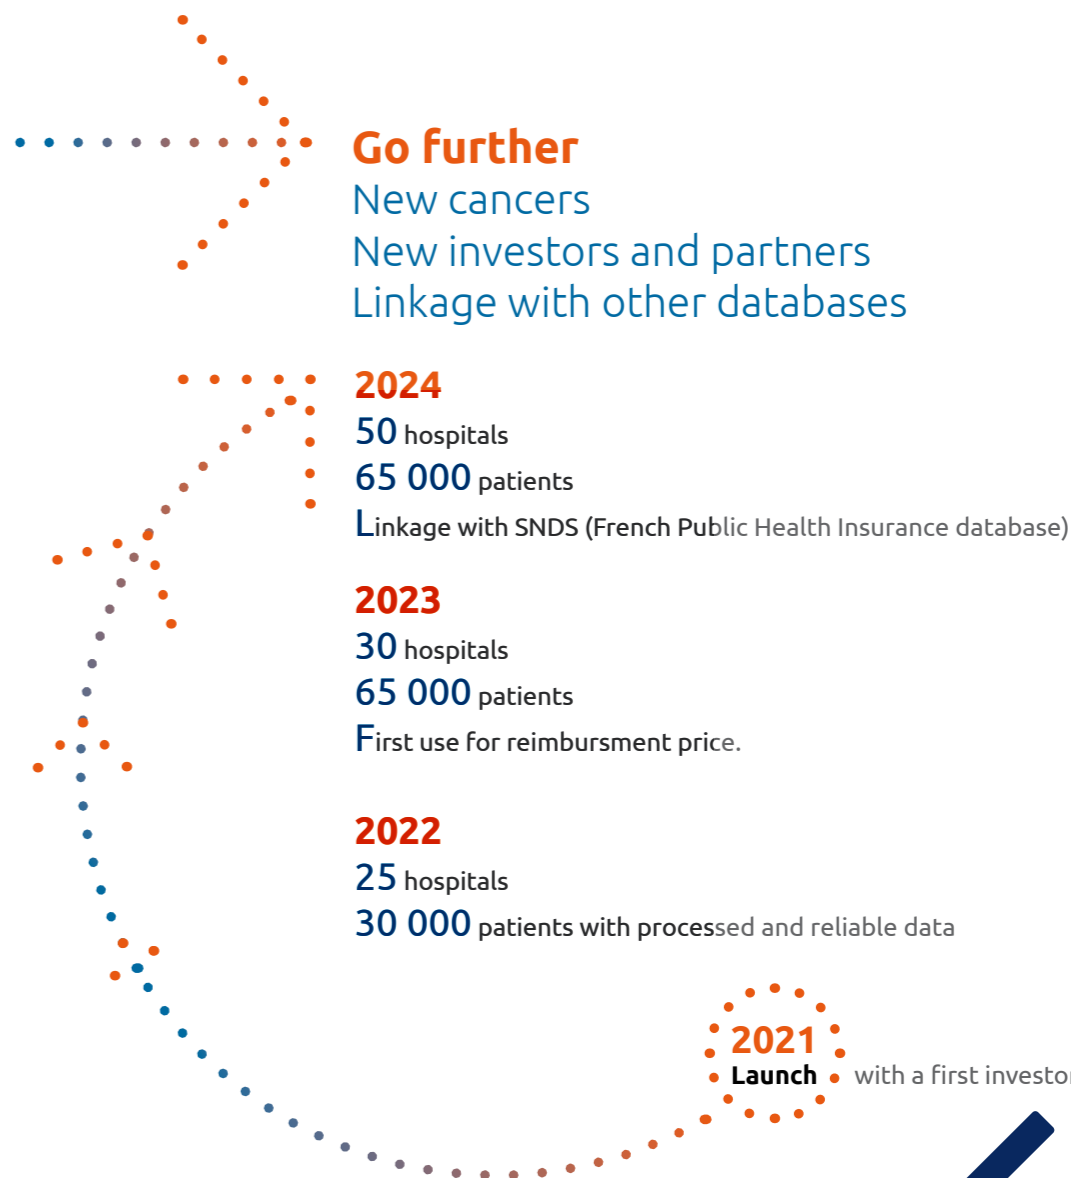 Go further
New cancers
New investors and partners
Linkage with other databases
2024
50 hospitals
65 000 patients
Linkage with SNDS (French Public Health Insurance database)
2023
30 hospitals
65 000 patients
First use for reimbursment price.
2022
25 hospitals
30 000 patients with processed and reliable data
2021
Launch with a first investor